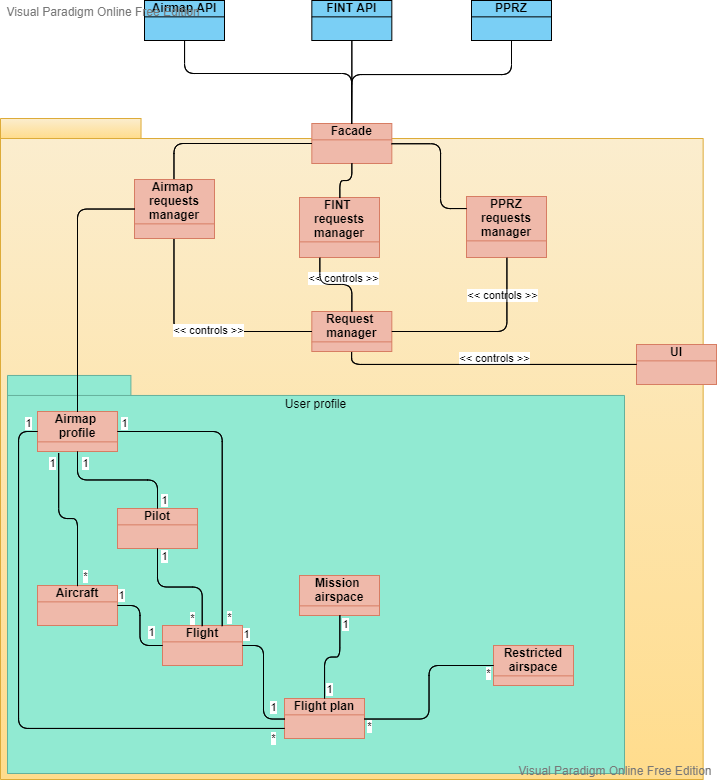 Visual Paradigm Online Free Edition
Airmap API
FINT API
PPRZ
Facade
Airmap
requests
manager
FINT
requests
manager
PPRZ
requests
manager
<< controls >>
<< controls >>
Request
manager
<< controls >>
<< controls >>
UI
User profile
Airmap
profile
1
1
1
1
1
Pilot
1
*
Aircraft
1
1
*
*
Flight
1
Mission
airspace
1
1
Restricted
airspace
*
Flight plan
1
*
*
Visual Paradigm Online Free Edition